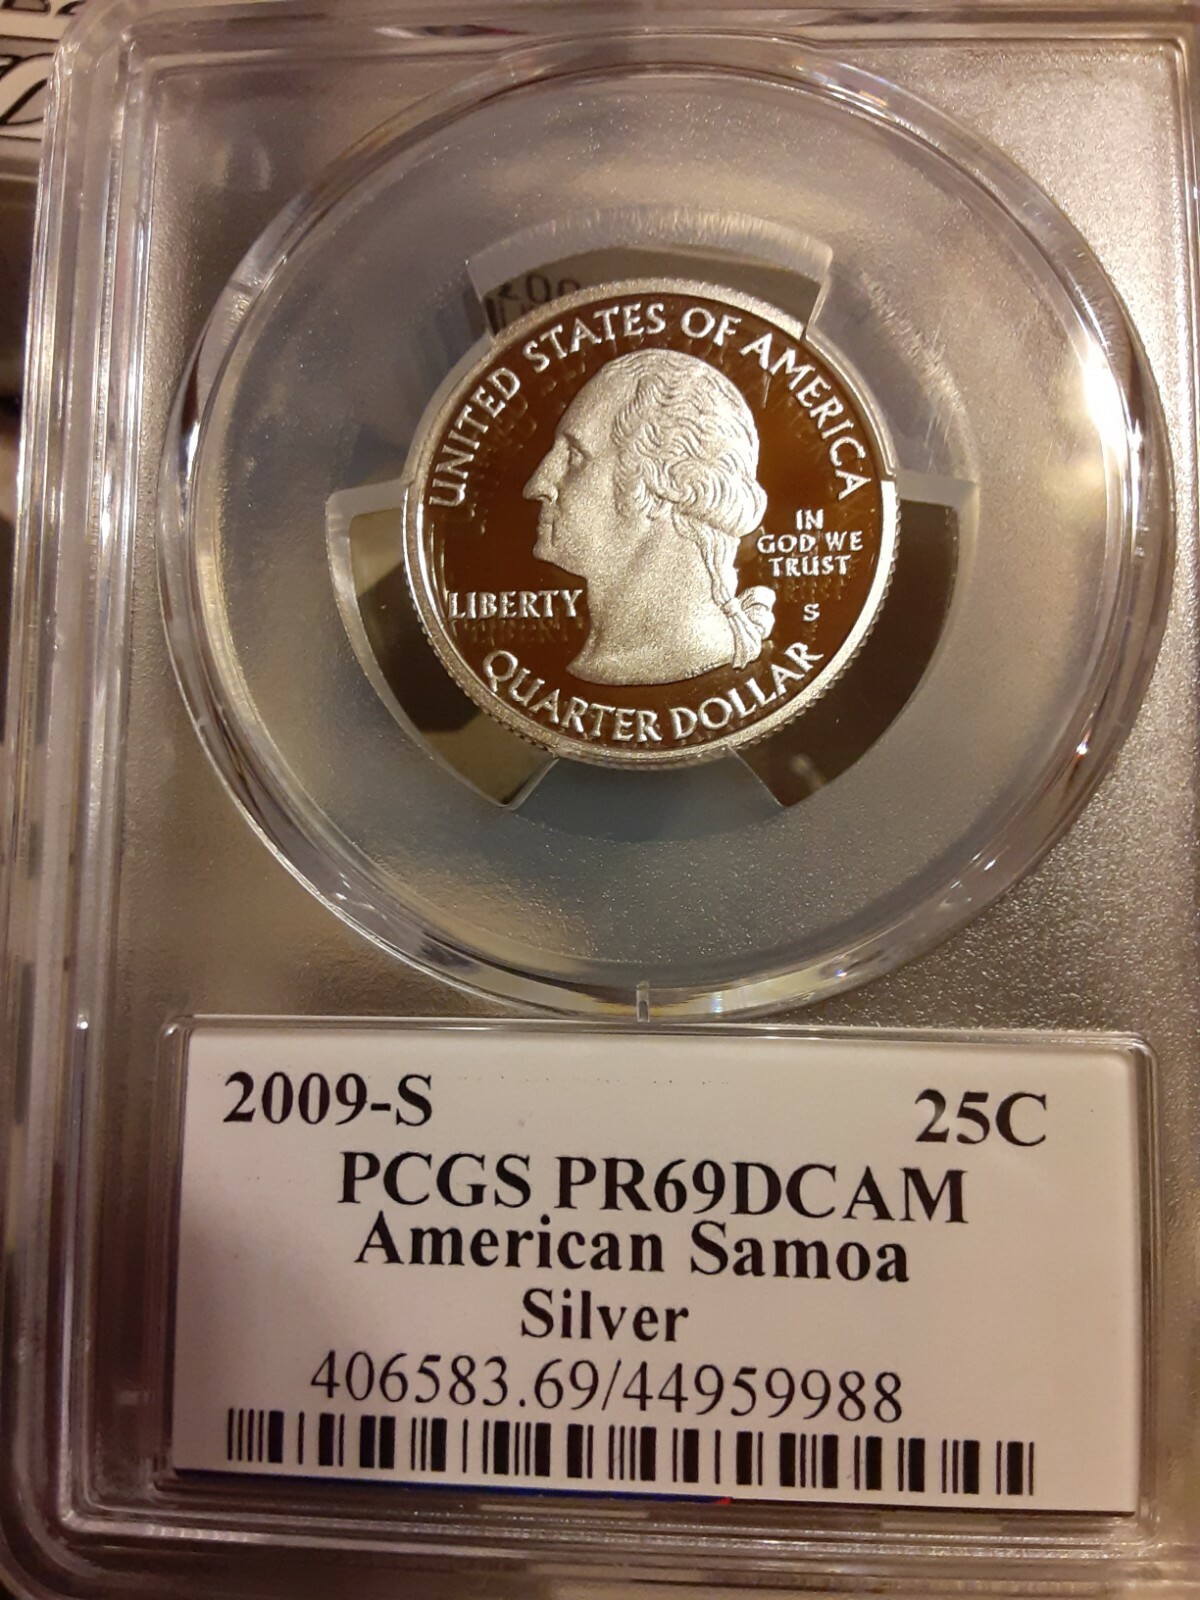 UNITED STATES OF AMERICA
IN
GOD WE
TRUST
LIBERTY
S
QUARTER DOLLAR
2009-S 25C
PCGS PR69DCAM
American Samoa
Silver
406583.69/44959988